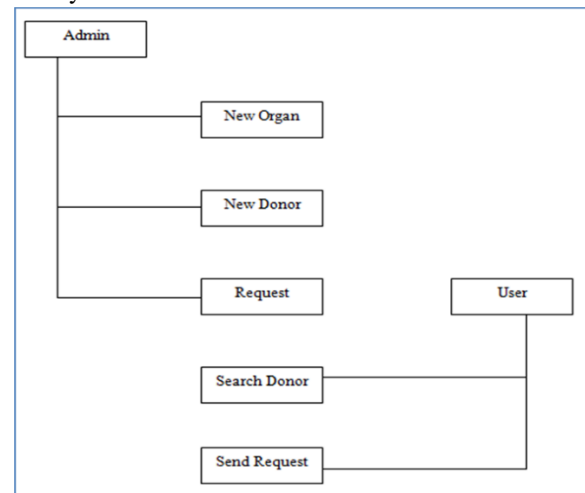 Admin
New Organ
New Donor
Request
User
Search Donor
Send Request